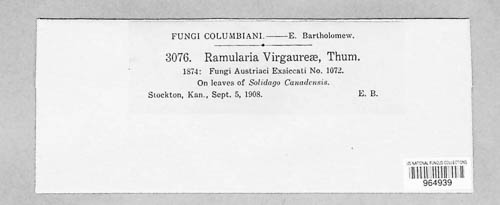 FUNGI COLUMBIANI.——E. Bartholomew.
3076. Ramularia Virgaureæ, Thum.
1874: Fungi Austriaci Exsiccati No. 1072.
On leaves of Solidago Canadensis.
Stockton, Kan., Sept. 5, 1908. E. B.
US NATIONAL FUNGUS COLLECTIONS
964939